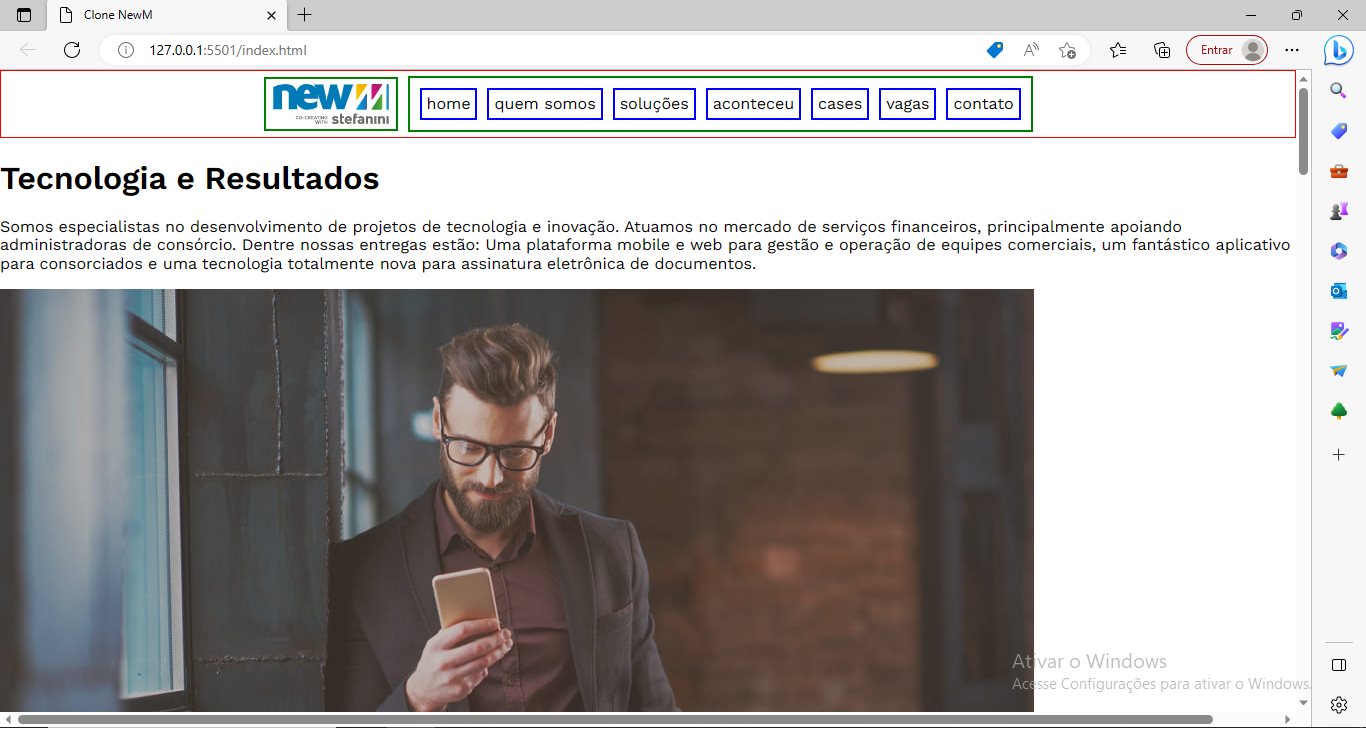 Clone NewM
127.0.0.1:5501/index.html
Entrar
new
CO-CREATING WITH stefanini
home quem somos soluções aconteceu cases vagas contato
Tecnologia e Resultados
Somos especialistas no desenvolvimento de projetos de tecnologia e inovação. Atuamos no mercado de serviços financeiros, principalmente apoiando
administradoras de consórcio. Dentre nossas entregas estão: Uma plataforma mobile e web para gestão e operação de equipes comerciais, um fantástico aplicativo
para consorciados e uma tecnologia totalmente nova para assinatura eletrônica de documentos.
Ativar o Windows
Acesse Configurações para ativar o Windows.